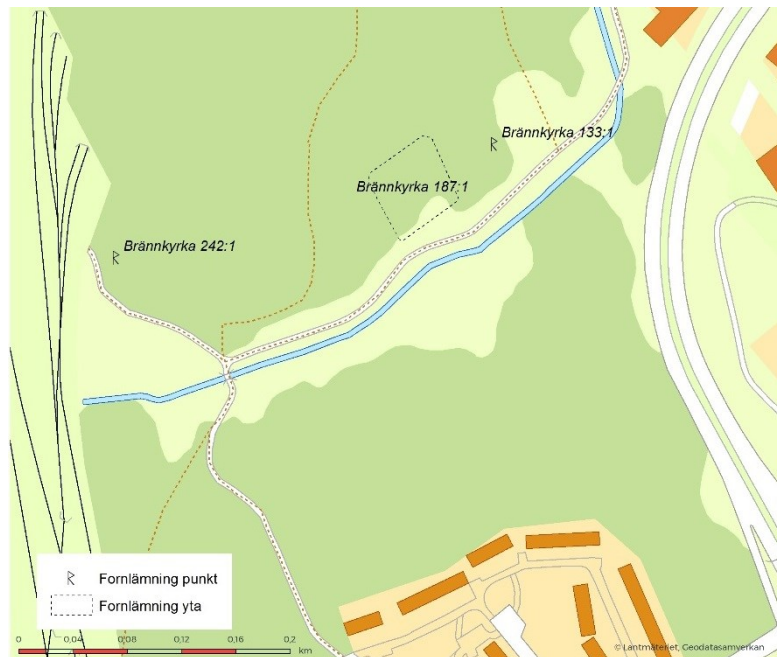 Brännkyrka 133:1
Brännkyrka 187:1
Brännkyrka 242:1
Fornlämning punkt
Fornlämning yta
0 0,04 0,08 0,12 0,16 0,2
km
© Lantmäteriet, Geodatasamverkan